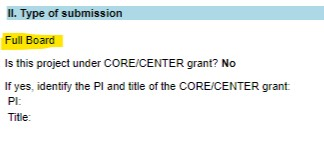 II. Type of submission
Full Board
Is this project under CORE/CENTER grant? No
If yes, identify the PI and title of the CORE/CENTER grant:
PI:
Title: